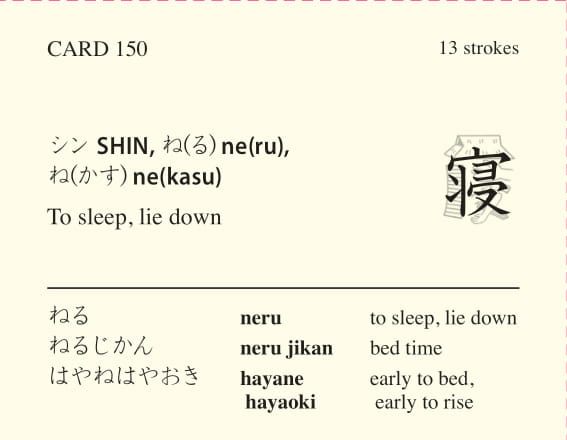 CARD 150 13 strokes
シン SHIN, ね(る) ne(ru),
ね(かす) ne(kasu)
To sleep, lie down
寝
ねる neru to sleep, lie down
ねるじかん neru jikan bed time
はやねはやおき hayane early to bed,
hayaoki early to rise